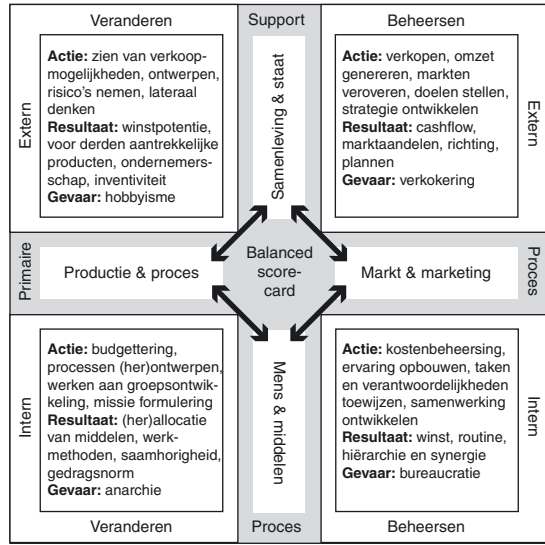 Veranderen
Support
Beheersen
Extern
Actie: zien van verkoop-
mogelijkheden, ontwerpen,
risico's nemen, lateraal
denken
Resultaat: winstpotentie,
voor derden aantrekkelijke
producten, ondernemers-
schap, inventiviteit
Gevaar: hobbyisme
Samenleving & staat
Actie: verkopen, omzet
genereren, markten
veroveren, doelen stellen,
strategie ontwikkelen
Resultaat: cashflow,
marktaandelen, richting,
plannen
Gevaar: verkokering
Extern
Primaire
Productie & proces
Balanced
score-
card
Markt & marketing
Proces
Intern
Actie: budgettering,
processen (her)ontwerpen,
werken aan groepsontwik-
keling, missie formulering
Resultaat: (her)allocatie
van middelen, werk-
methoden, saamhorigheid,
gedragsnorm
Gevaar: anarchie
Mens & middelen
Actie: kostenbeheersing,
ervaring opbouwen, taken
en verantwoordelijkheden
toewijzen, samenwerking
ontwikkelen
Resultaat: winst, routine,
hiërarchie en synergie
Gevaar: bureaucratie
Intern
Veranderen
Proces
Beheersen